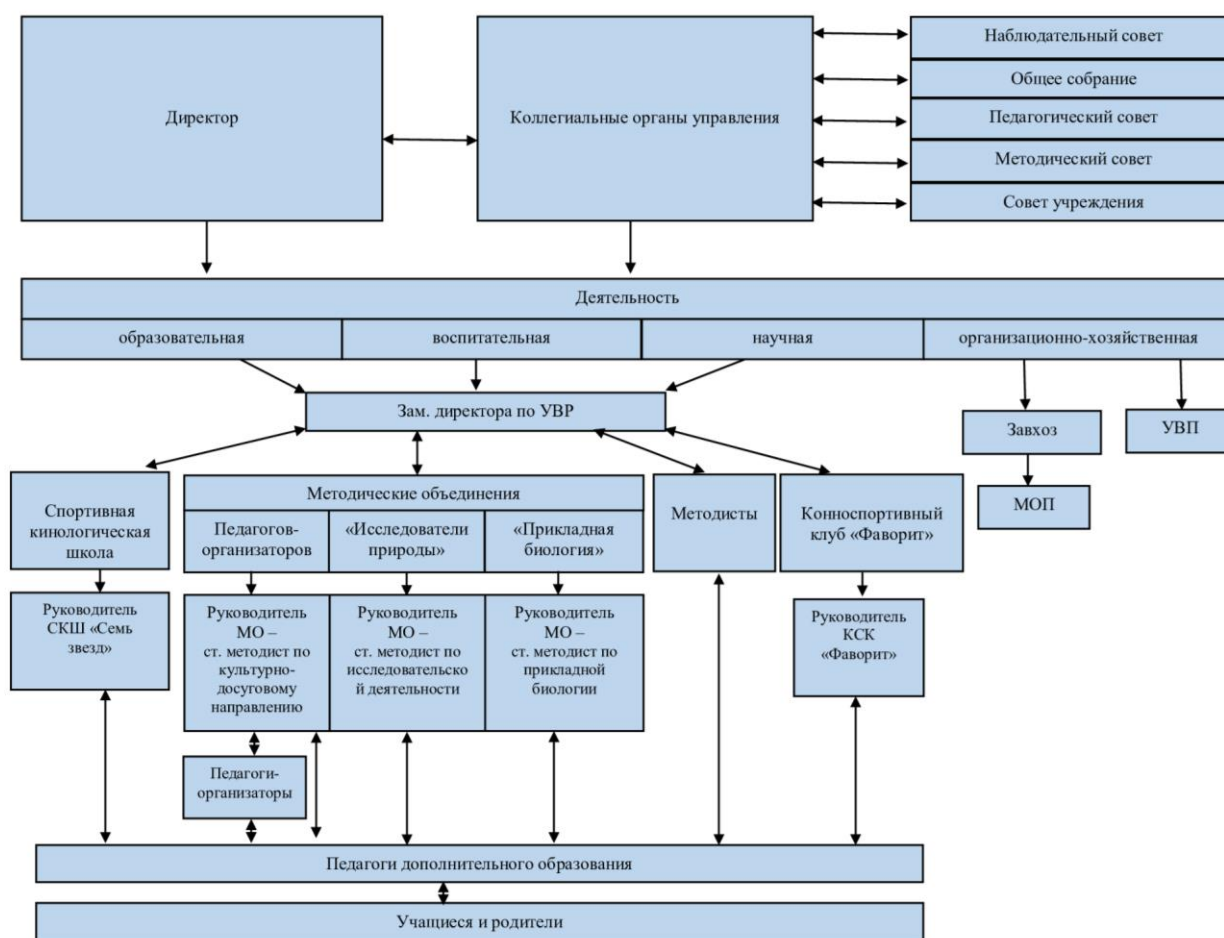 Директор
Коллегиальные органы управления
Наблюдательный совет
Общее собрание
Педагогический совет
Методический совет
Совет учреждения
Деятельность
образовательная
воспитательная
научная
организационно-хозяйственная
Зам. директора по УВР
Завхоз
УВП
МОП
Спортивная
кинологическая
школа
Методические объединения
Педагогов-
организаторов
«Исследователи
природы»
«Прикладная
биология»
Методисты
Конноспортивный
клуб «Фаворит»
Руководитель
СКШ «Семь
звезд»
Руководитель
МО –
ст. методист по
культурно-
досуговому
направлению
Руководитель
МО –
ст. методист по
исследовательско
й деятельности
Руководитель
МО –
ст. методист по
прикладной
биологии
Руководитель
КСК
«Фаворит»
Педагоги-
организаторы
Педагоги дополнительного образования
Учащиеся и родители